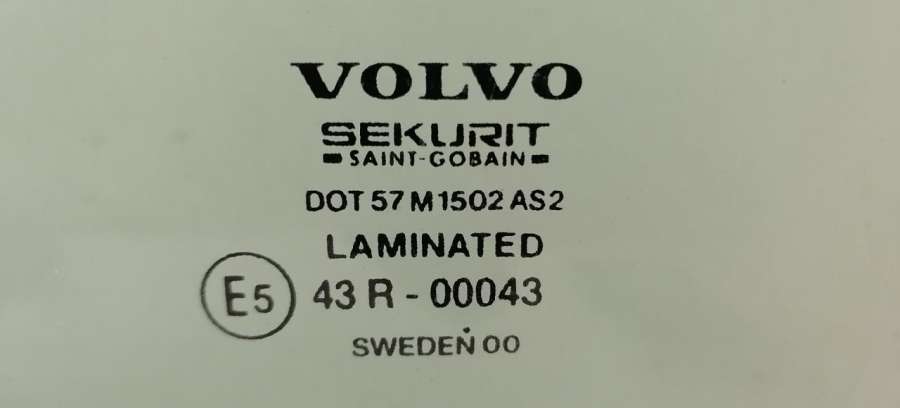 VOLVO
SEKURIT
SAINT-GOBAIN
DOT 57 M1502 AS2
LAMINATED
E5 43 R - 00043
SWEDEN 00